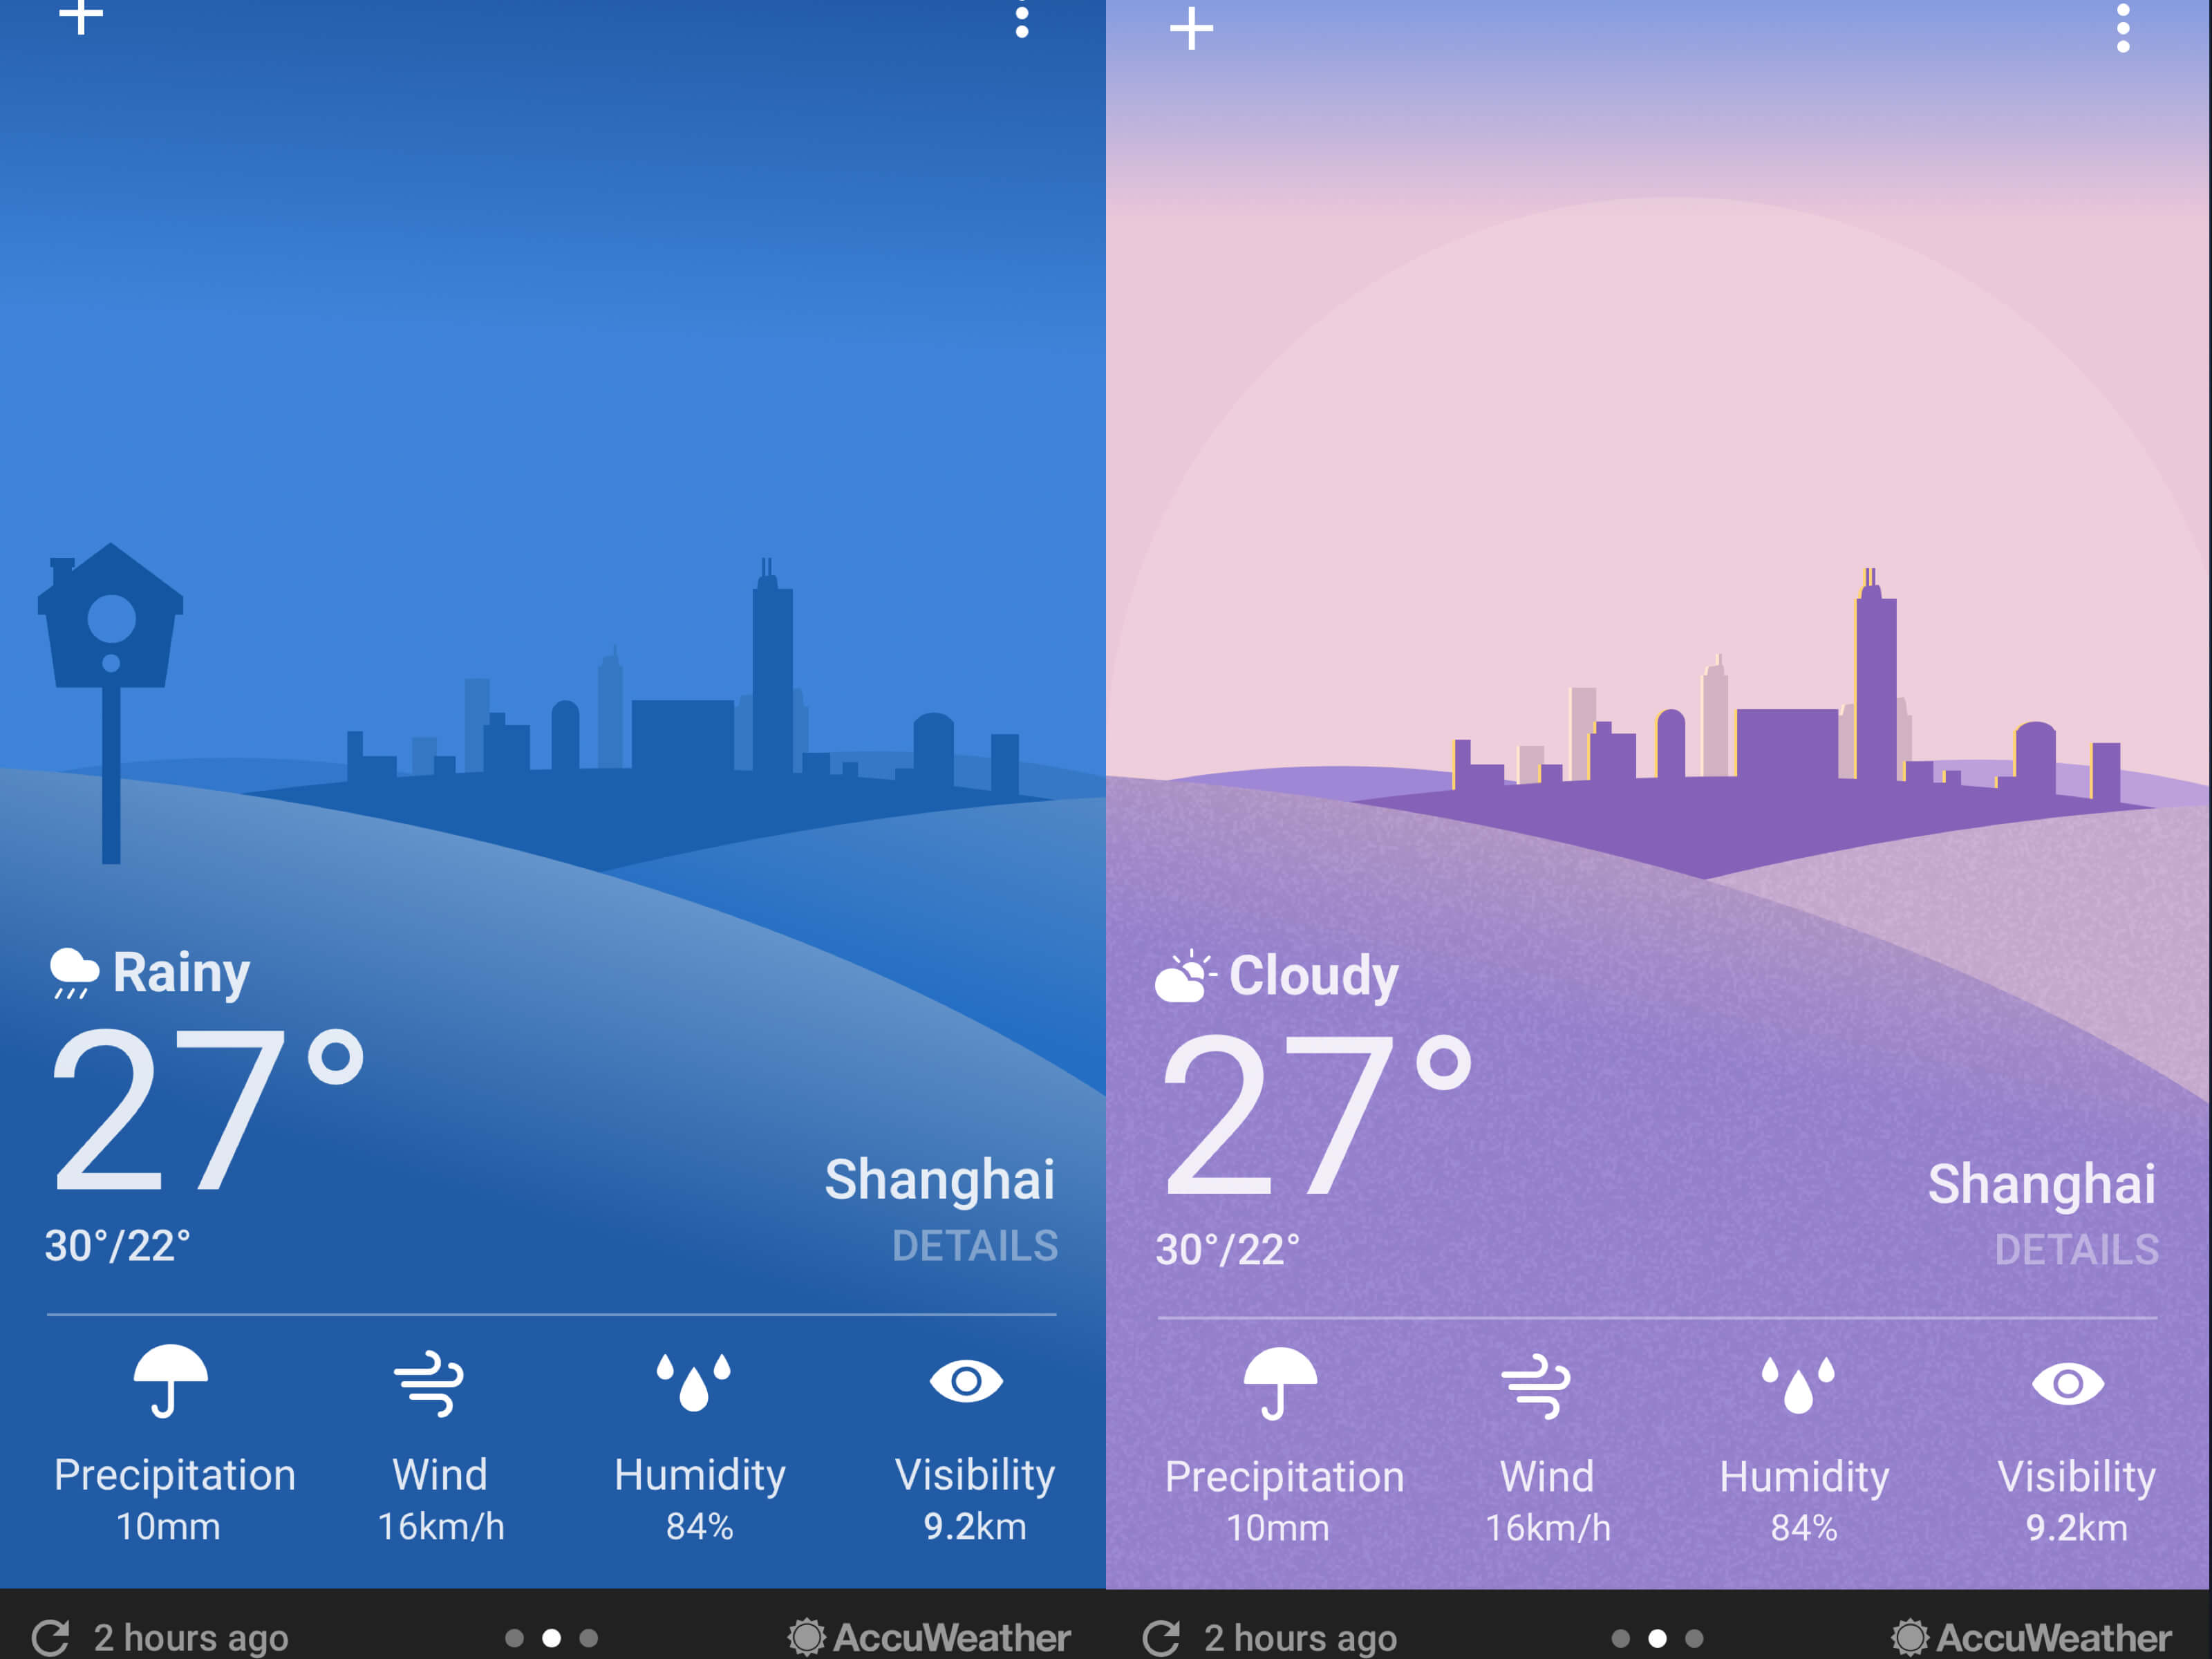 Rainy
27°
Shanghai
30°/22°
DETAILS
Precipitation Wind Humidity Visibility
10mm 16km/h 84% 9.2km
2 hours ago AccuWeather
Cloudy
27°
Shanghai
30°/22°
DETAILS
Precipitation Wind Humidity Visibility
10mm 16km/h 84% 9.2km
2 hours ago AccuWeather